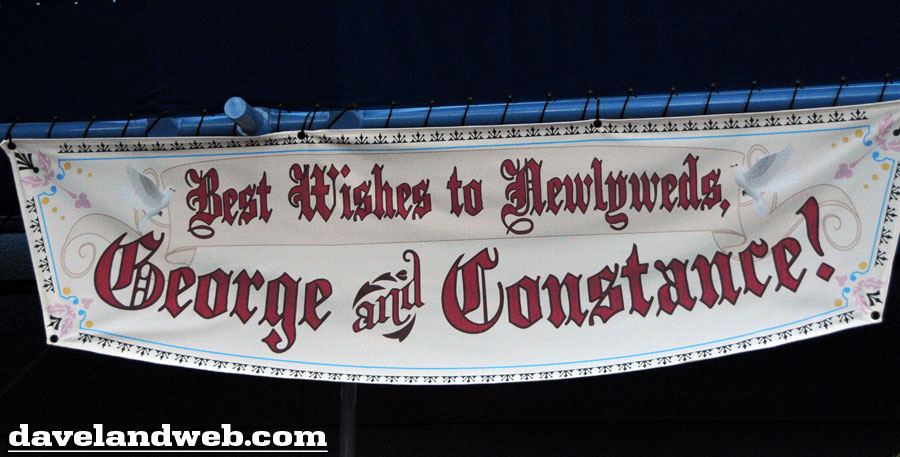 Best Wishes to Newlyweds,
George and Constance!
davelandweb.com